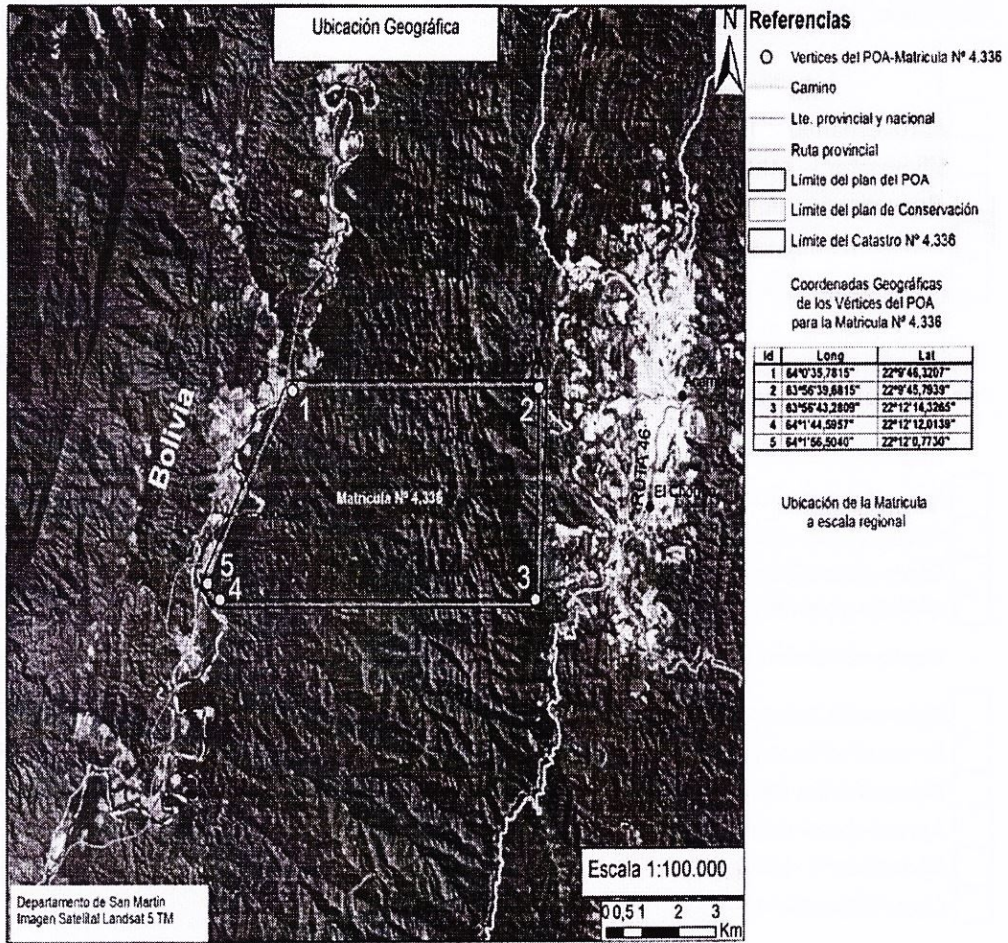 Ubicación Geográfica
N
Bolivia
1
2
3
4
5
Matricula Nº 4.336
RUTA 46
Departamento de San Martin
Imagen Satelital Landsat 5 TM
Escala 1:100.000
0 0,5 1 2 3
Km
Referencias
Vertices del POA-Matricula Nº 4.336
Camino
Lte. provincial y nacional
Ruta provincial
Límite del plan del POA
Límite del plan de Conservación
Límite del Catastro Nº 4.336
Coordenadas Geográficas
de los Vértices del POA
para la Matricula Nº 4.336
Id Long Lat
1 64°0'35,7815" 22°9'46,3207"
2 63°56'39,6815" 22°9'45,7939"
3 63°56'43,2809" 22°12'14,3265"
4 64°1'44,5957" 22°12'12,0139"
5 64°1'56,5040" 22°12'0,7730"
Ubicación de la Matricula
a escala regional